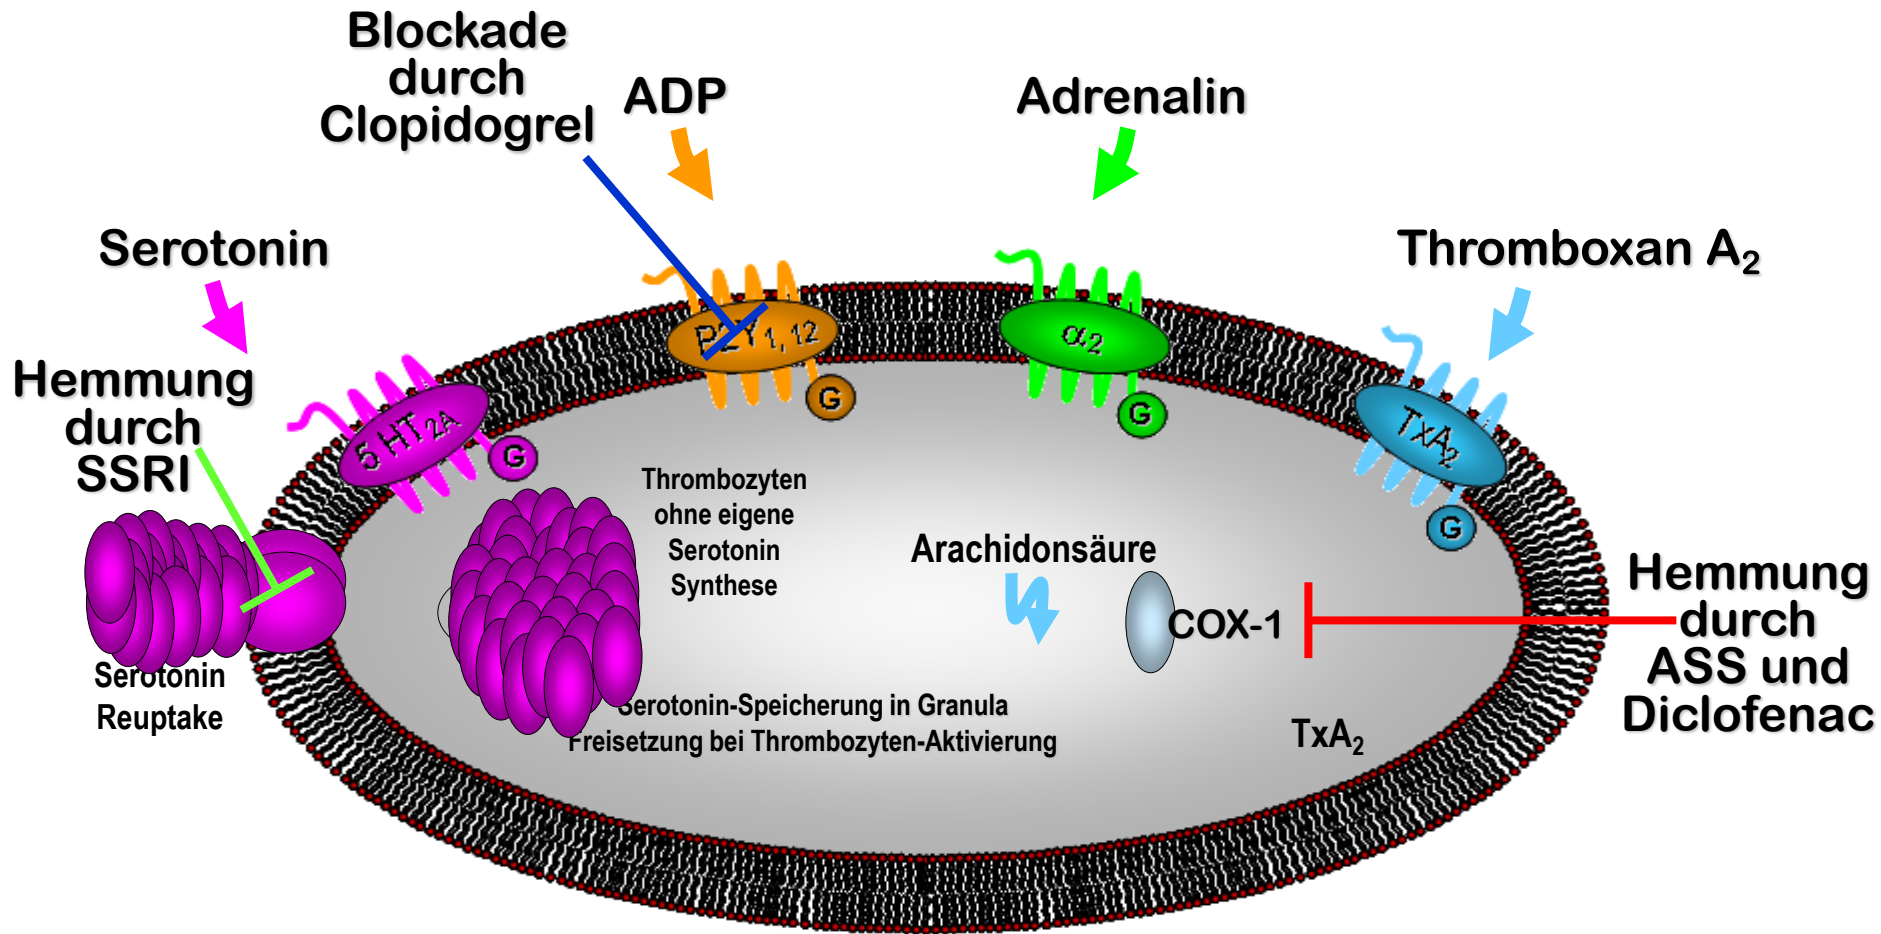 Blockade
durch
Clopidogrel
ADP
Adrenalin
Serotonin
Thromboxan A₂
Hemmung
durch
SSRI
P2Y₁,₁₂
α₂
5 HT₂A
TxA₂
G
G
G
G
Thrombozyten
ohne eigene
Serotonin
Synthese
Arachidonsäure
COX-1
Hemmung
durch
ASS und
Diclofenac
Serotonin
Reuptake
Serotonin-Speicherung in Granula
Freisetzung bei Thrombozyten-Aktivierung
TxA₂